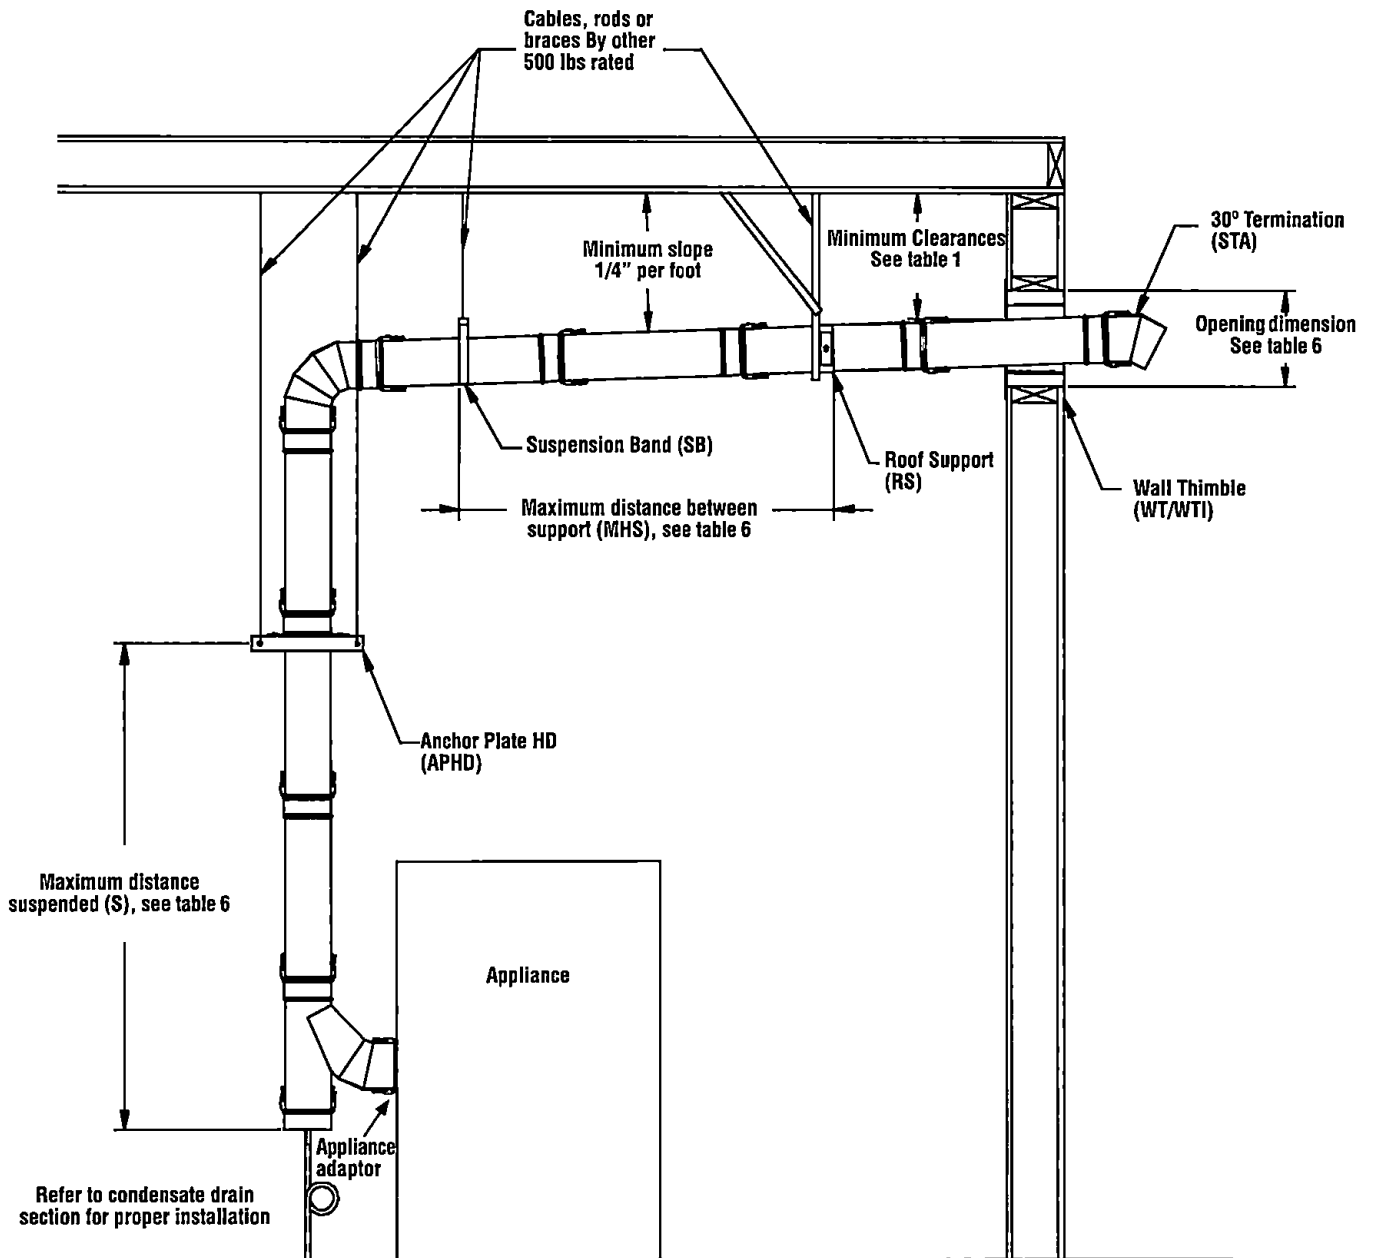 Cables, rods or
braces By other
500 lbs rated
30º Termination
(STA)
Minimum slope
1/4” per foot
Minimum Clearances
See table 1
Opening dimension
See table 6
Suspension Band (SB)
Roof Support
(RS)
Wall Thimble
(WT/WTI)
Maximum distance between
support (MHS), see table 6
Anchor Plate HD
(APHD)
Maximum distance
suspended (S), see table 6
Appliance
Appliance
adaptor
Refer to condensate drain
section for proper installation